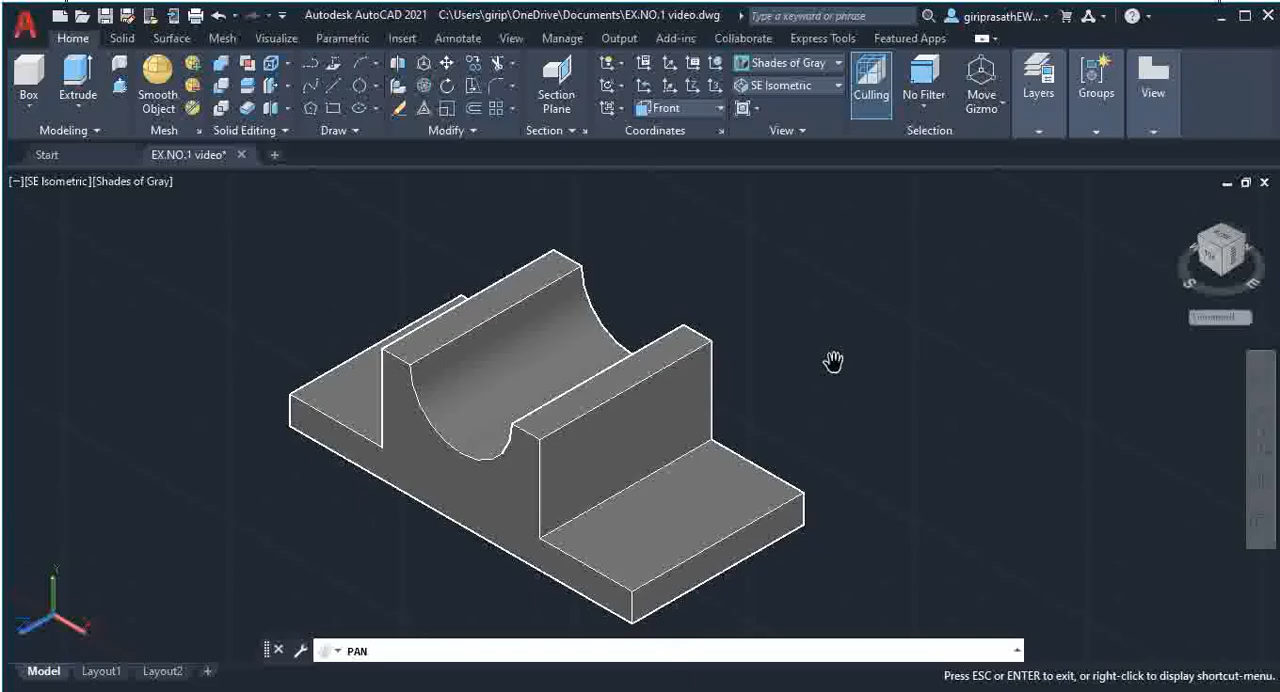 Autodesk AutoCAD 2021 C:\Users\girip\OneDrive\Documents\EX.NO.1 video.dwg Type a keyword or phrase giriprasathEW...
Home Solid Surface Mesh Visualize Parametric Insert Annotate View Manage Output Add-ins Collaborate Express Tools Featured Apps
Shades of Gray
SE Isometric
Box Extrude Smooth Object Section Plane Front Culling No Filter Move Gizmo Layers Groups View
Modeling Mesh Solid Editing Draw Modify Section Coordinates View Selection
Start EX.NO.1 video*
[−][SE Isometric][Shades of Gray]
S E
Unnamed
Y
PAN
Model Layout1 Layout2 +
Press ESC or ENTER to exit, or right-click to display shortcut-menu.